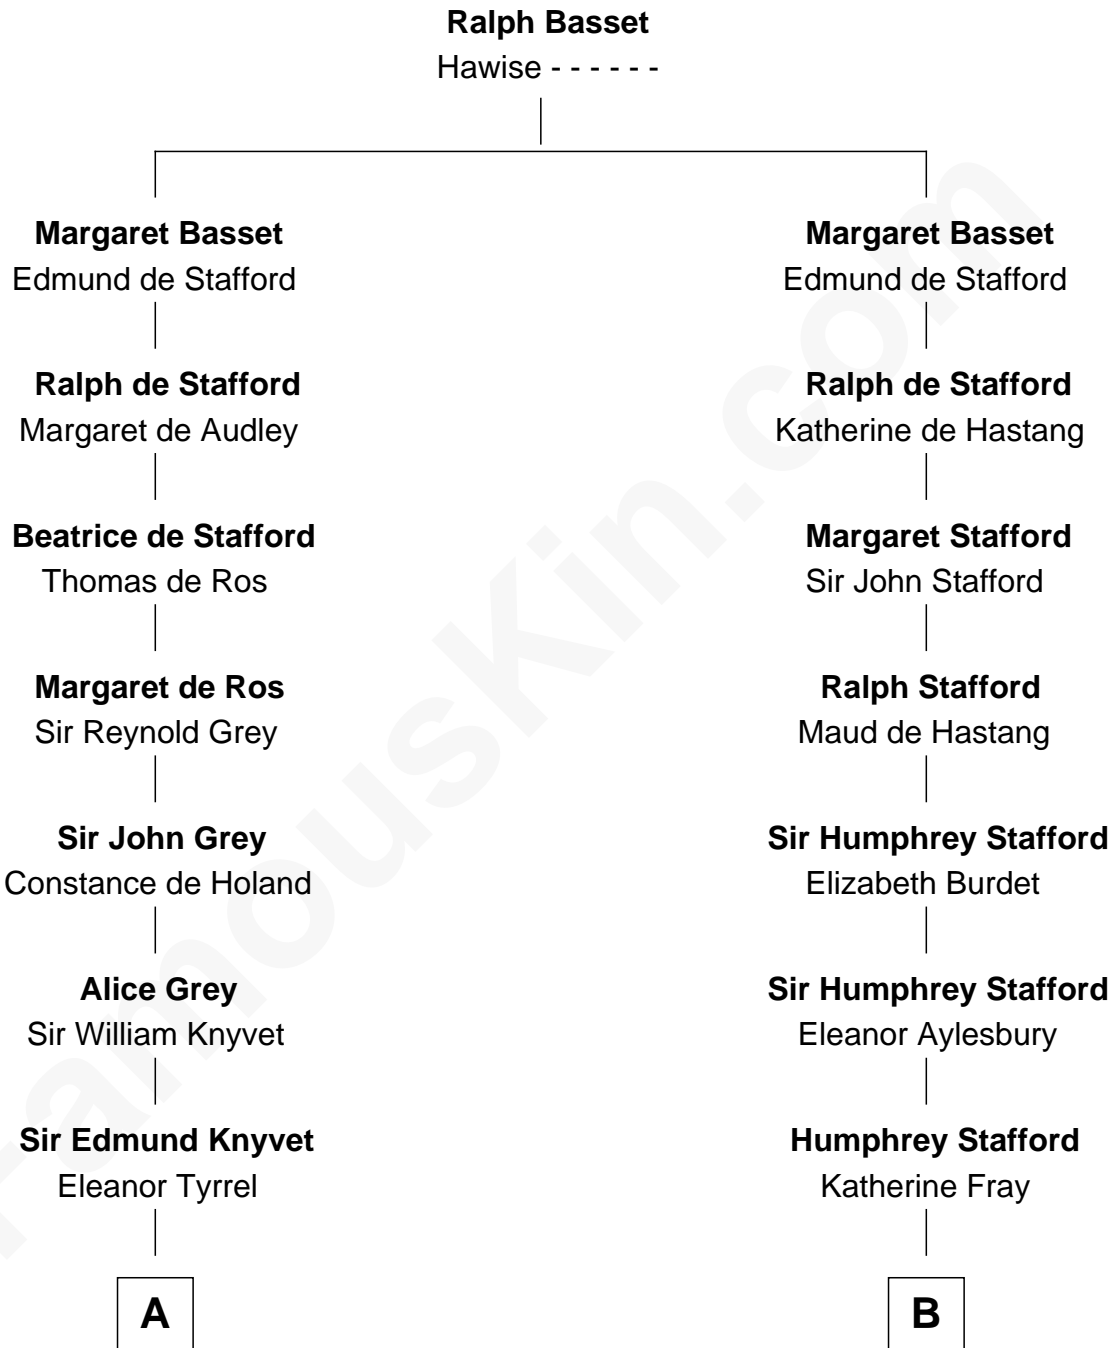 Ralph Basset
Hawise - - - - - -
Margaret Basset
Edmund de Stafford
Margaret Basset
Edmund de Stafford
Ralph de Stafford
Margaret de Audley
Ralph de Stafford
Katherine de Hastang
Beatrice de Stafford
Thomas de Ros
Margaret Stafford
Sir John Stafford
Margaret de Ros
Sir Reynold Grey
Ralph Stafford
Maud de Hastang
Sir John Grey
Constance de Holand
Sir Humphrey Stafford
Elizabeth Burdet
Alice Grey
Sir William Knyvet
Sir Humphrey Stafford
Eleanor Aylesbury
Sir Edmund Knyvet
Eleanor Tyrrel
Humphrey Stafford
Katherine Fray
A
B
FamousKin.com